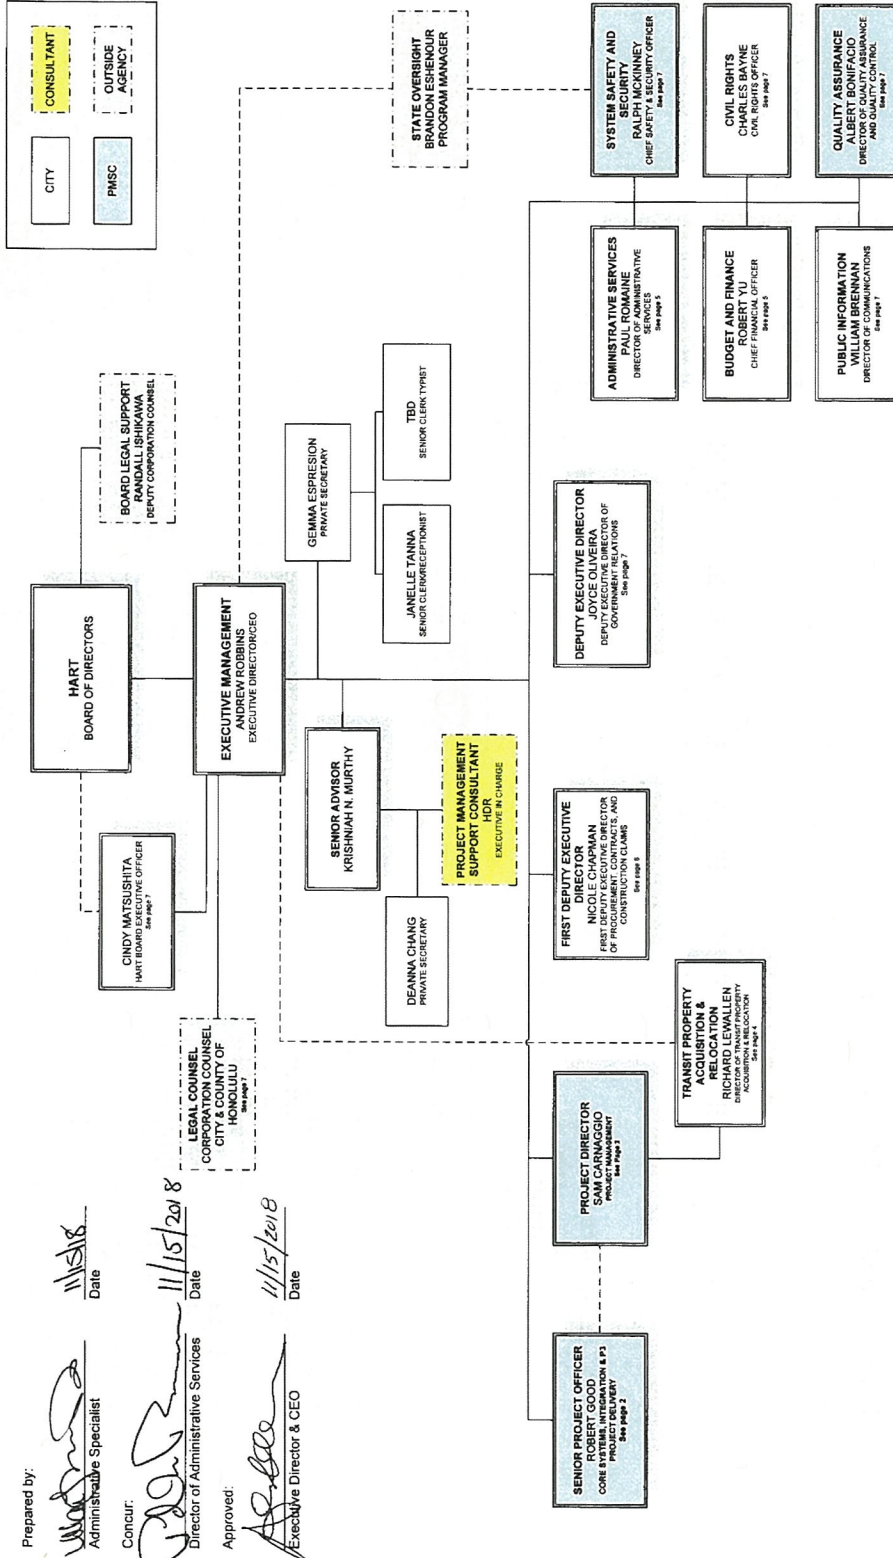 Prepared by:
11/15/18
Administrative Specialist
Date
Concur:
11/15/2018
Director of Administrative Services
Date
Approved:
11/15/2018
Executive Director & CEO
Date
CITY
CONSULTANT
PMSC
OUTSIDE
AGENCY
HART
BOARD OF DIRECTORS
BOARD LEGAL SUPPORT
RANDALL ISHIKAWA
DEPUTY CORPORATION COUNSEL
CINDY MATSUSHITA
HART BOARD EXECUTIVE OFFICER
See page 7
EXECUTIVE MANAGEMENT
ANDREW ROBBINS
EXECUTIVE DIRECTOR/CEO
LEGAL COUNSEL
CORPORATION COUNSEL
CITY & COUNTY OF
HONOLULU
See page 7
STATE OVERSIGHT
BRANDON ESHENOUR
PROGRAM MANAGER
GEMMA ESPRESION
PRIVATE SECRETARY
JANELLE TANNA
SENIOR CLERK/RECEPTIONIST
TBD
SENIOR CLERK TYPIST
SENIOR ADVISOR
KRISHNIAH N. MURTHY
DEANNA CHANG
PRIVATE SECRETARY
PROJECT MANAGEMENT
SUPPORT CONSULTANT
HDR
EXECUTIVE IN CHARGE
SENIOR PROJECT OFFICER
ROBERT GOOD
CORE SYSTEMS, INTEGRATION & P3
PROJECT DELIVERY
See page 2
PROJECT DIRECTOR
SAM CARNAGGIO
PROJECT MANAGEMENT
See Page 3
TRANSIT PROPERTY
ACQUISITION &
RELOCATION
RICHARD LEWALLEN
DIRECTOR OF TRANSIT PROPERTY
ACQUISITION & RELOCATION
See page 4
FIRST DEPUTY EXECUTIVE
DIRECTOR
NICOLE CHAPMAN
FIRST DEPUTY EXECUTIVE DIRECTOR
OF PROCUREMENT, CONTRACTS, AND
CONSTRUCTION CLAIMS
See page 6
DEPUTY EXECUTIVE DIRECTOR
JOYCE OLIVEIRA
DEPUTY EXECUTIVE DIRECTOR OF
GOVERNMENT RELATIONS
See page 7
ADMINISTRATIVE SERVICES
PAUL ROMAINE
DIRECTOR OF ADMINISTRATIVE
SERVICES
See page 5
SYSTEM SAFETY AND
SECURITY
RALPH MCKINNEY
CHIEF SAFETY & SECURITY OFFICER
See page 7
BUDGET AND FINANCE
ROBERT YU
CHIEF FINANCIAL OFFICER
See page 5
CIVIL RIGHTS
CHARLES BAYNE
CIVIL RIGHTS OFFICER
See page 7
PUBLIC INFORMATION
WILLIAM BRENNAN
DIRECTOR OF COMMUNICATIONS
See page 7
QUALITY ASSURANCE
ALBERT BONIFACIO
DIRECTOR OF QUALITY ASSURANCE
AND QUALITY CONTROL
See page 7